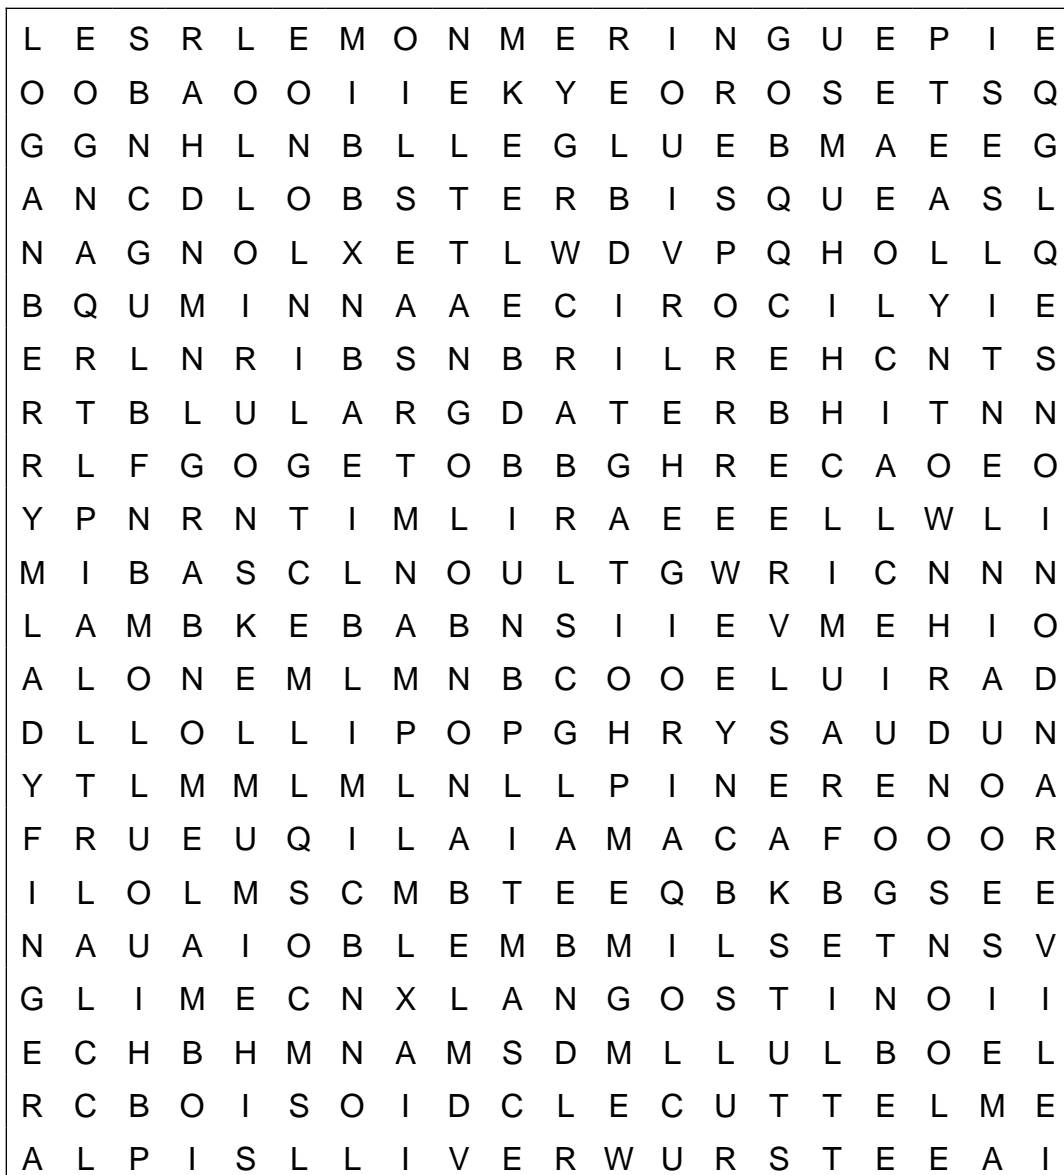 L E S R L E M O N M E R I N G U E P I E
O O B A O O I I E K Y E O R O S E T S Q
G G N H L N B L L E G L U E B M A E E G
A N C D L O B S T E R B I S Q U E A S L
N A G N O L X E T L W D V P Q H O L L Q
B Q U M I N N A A E C I R O C I L Y I E
E R L N R I B S N B R I L R E H C N T S
R T B L U L A R G D A T E R B H I T N N
R L F G O G E T O B B G H R E C A O E O
Y P N R N T I M L I R A E E E L L W L I
M I B A S C L N O U L T G W R I C N N N
L A M B K E B A B N S I I E V M E H I O
A L O N E M L M N B C O O E L U I R A D
D L L O L L I P O P G H R Y S A U D U N
Y T L M M L M L N L L P I N E R E N O A
F R U E U Q I L A I A M A C A F O O O R
I L O L M S C M B T E E Q B K B G S E E
N A U A I O B L E M B M I L S E T N S V
G L I M E C N X L A N G O S T I N O I I
E C H B H M N A M S D M L L U L B O E L
R C B O I S O I D C L E C U T T E L M E
A L P I S L L I V E R W U R S T E E A I